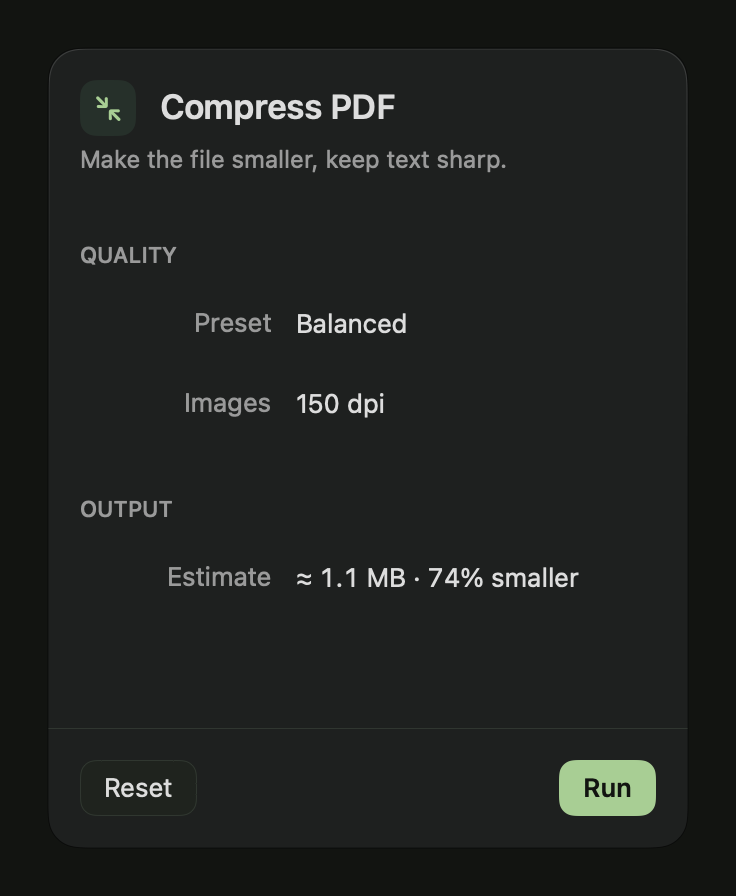 Compress PDF
Make the file smaller, keep text sharp.
QUALITY
Preset Balanced
Images 150 dpi
OUTPUT
Estimate ≈ 1.1 MB · 74% smaller
Reset Run